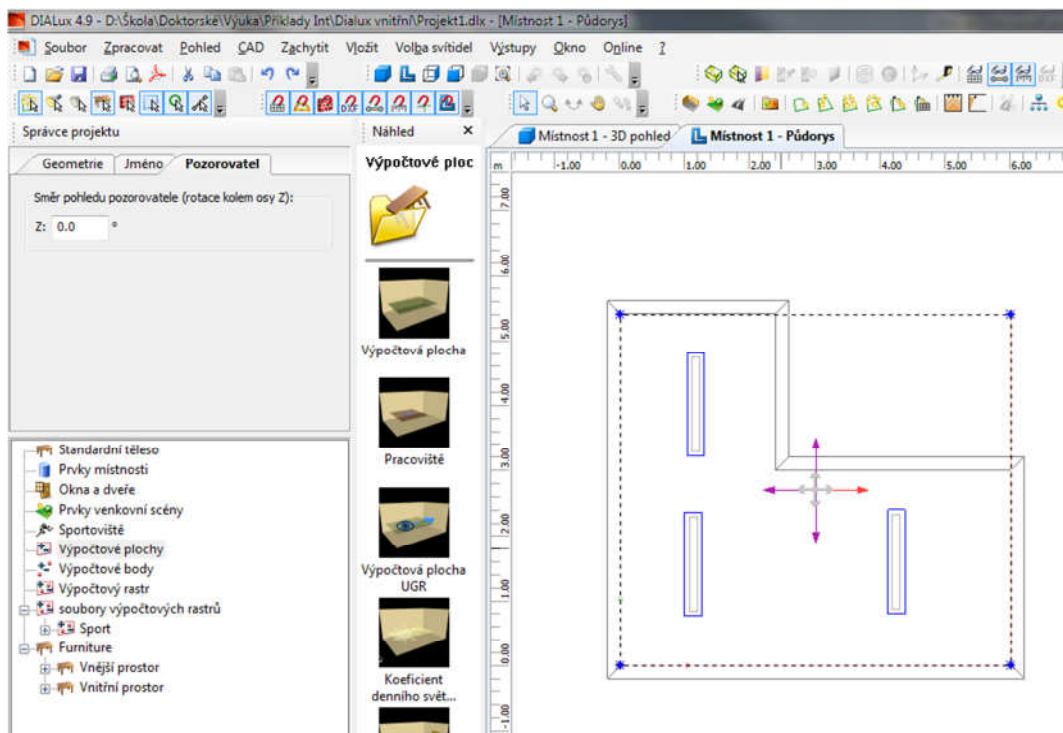 DIALux 4.9 - D:\Škola\Doktorské\Výuka\Příklady Int\Dialux vnitřní\Projekt1.dlx - [Místnost 1 - Půdorys]
Soubor Zpracovat Pohled CAD Zachytit Vložit Volba svítidel Výstupy Okno Online ?
Správce projektu
Geometrie Jméno Pozorovatel
Směr pohledu pozorovatele (rotace kolem osy Z):
Z: 0.0 °
Standardní těleso
Prvky místnosti
Okna a dveře
Prvky venkovní scény
Sportoviště
Výpočtové plochy
Výpočtové body
Výpočtový rastr
soubory výpočtových rastrů
Sport
Furniture
Vnější prostor
Vnitřní prostor
Náhled
Výpočtové ploc
Výpočtová plocha
Pracoviště
Výpočtová plocha
UGR
Koeficient
denního svět...
Místnost 1 - 3D pohled Místnost 1 - Půdorys
m -1.00 0.00 1.00 2.00 3.00 4.00 5.00 6.00
7.00
6.00
5.00
4.00
3.00
2.00
1.00
0.00
-1.00